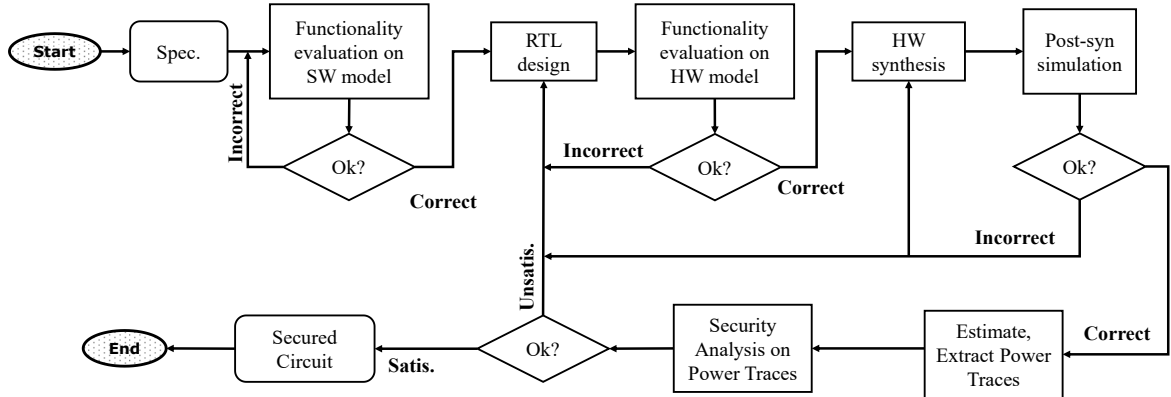 Start
Spec.
Functionality
evaluation on
SW model
Ok?
Incorrect
Correct
RTL
design
Functionality
evaluation on
HW model
Ok?
Incorrect
Correct
HW
synthesis
Post-syn
simulation
Ok?
Incorrect
Correct
Estimate,
Extract Power
Traces
Security
Analysis on
Power Traces
Ok?
Unsatis.
Satis.
Secured
Circuit
End